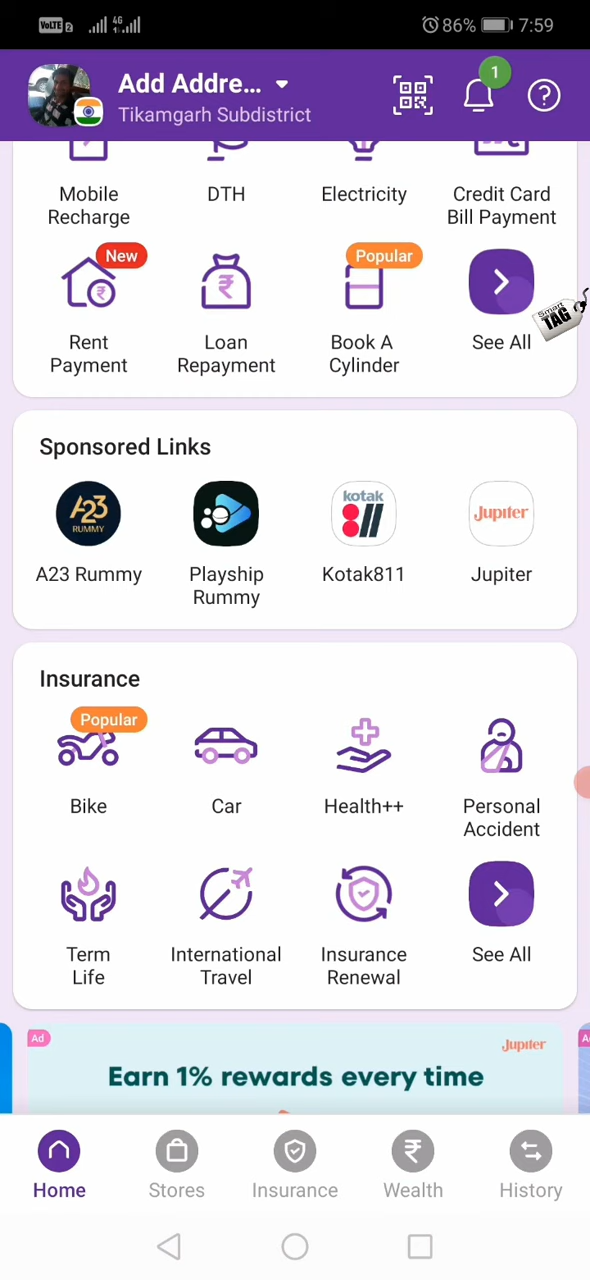 VoLTE 2 4G 86% 7:59
Add Addre...
1
?
Tikamgarh Subdistrict
Mobile Recharge
DTH
Electricity
Credit Card Bill Payment
New
Popular
Smart TAG
Rent Payment
Loan Repayment
Book A Cylinder
See All
Sponsored Links
A23 RUMMY
kotak 811
Jupiter
A23 Rummy
Playship Rummy
Kotak811
Jupiter
Insurance
Popular
Bike
Car
Health++
Personal Accident
Term Life
International Travel
Insurance Renewal
See All
Ad
Jupiter
Earn 1% rewards every time
Home
Stores
Insurance
Wealth
History